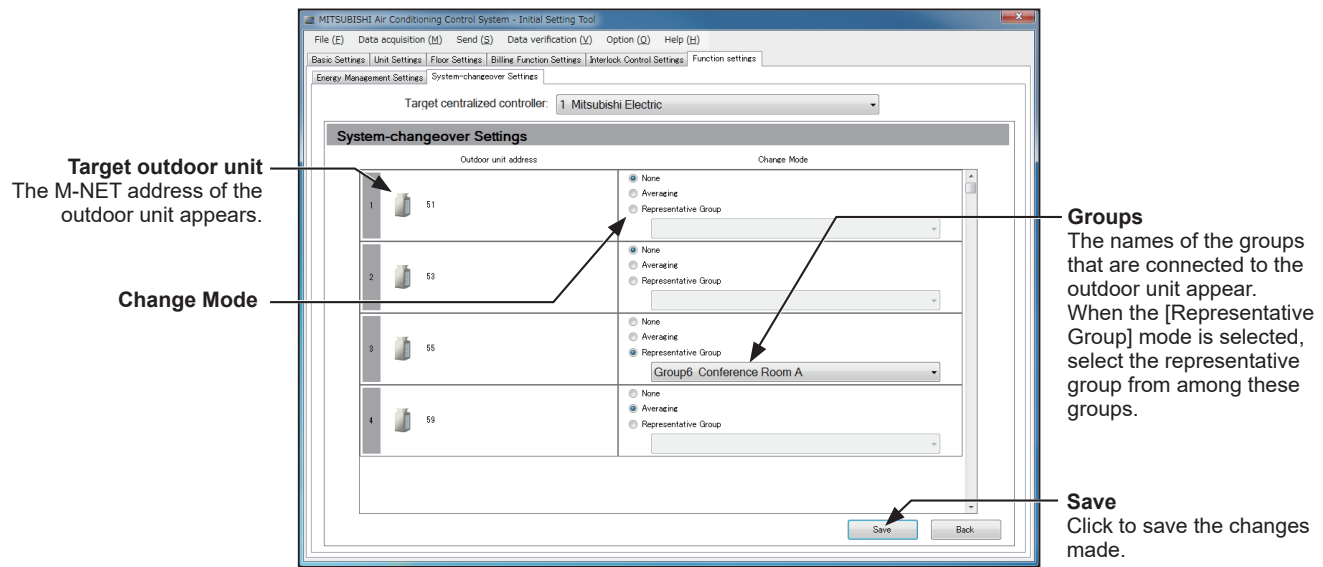 MITSUBISHI Air Conditioning Control System - Initial Setting Tool
File (F) Data acquisition (M) Send (S) Data verification (V) Option (O) Help (H)
Basic Settings Unit Settings Floor Settings Billing Function Settings Interlock Control Settings Function settings
Energy Management Settings System-changeover Settings
Target centralized controller: 1 Mitsubishi Electric
System-changeover Settings
Outdoor unit address Change Mode
1 51
None
Averaging
Representative Group
2 53
None
Averaging
Representative Group
3 55
None
Averaging
Representative Group
Group6 Conference Room A
4 59
None
Averaging
Representative Group
Save Back
Target outdoor unit
The M-NET address of the
outdoor unit appears.
Change Mode
Groups
The names of the groups
that are connected to the
outdoor unit appear.
When the [Representative
Group] mode is selected,
select the representative
group from among these
groups.
Save
Click to save the changes
made.